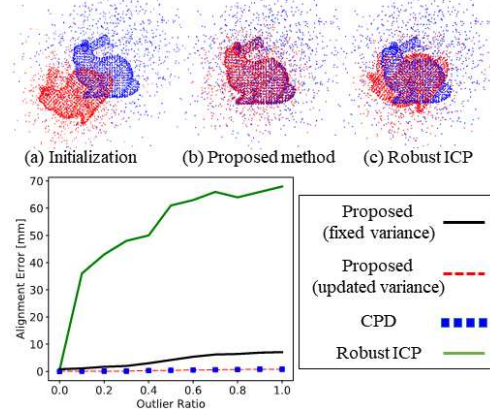 (a) Initialization (b) Proposed method (c) Robust ICP
70
60
50
40
30
20
10
0
Alignment Error [mm]
0.0 0.2 0.4 0.6 0.8 1.0
Outlier Ratio
Proposed
(fixed variance)
Proposed
(updated variance)
CPD
Robust ICP